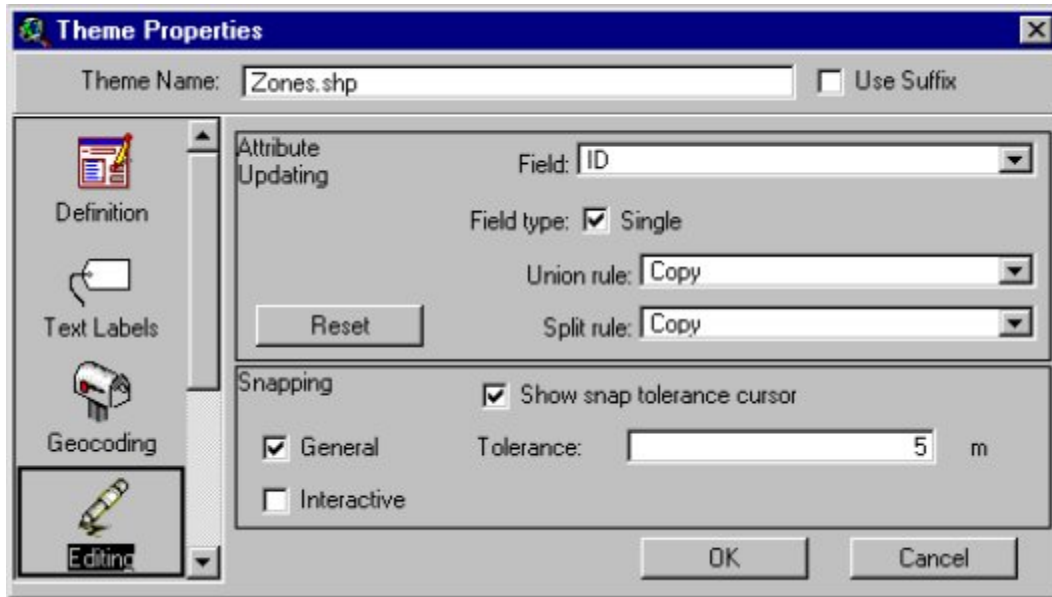 Theme Properties
Theme Name: Zones.shp Use Suffix
Definition
Text Labels
Geocoding
Editing
Attribute
Updating
Field: ID
Field type: Single
Union rule: Copy
Reset
Split rule: Copy
Snapping
Show snap tolerance cursor
General
Tolerance: 5 m
Interactive
OK
Cancel